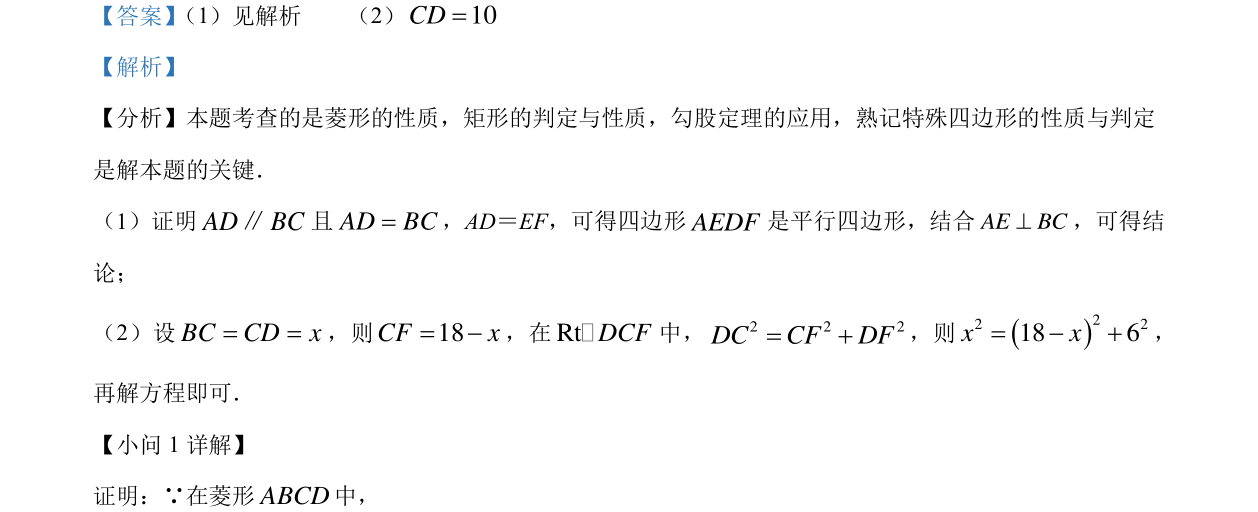 【答案】（1）见解析　　（2）CD=10
【解析】
【分析】本题考查的是菱形的性质，矩形的判定与性质，勾股定理的应用，熟记特殊四边形的性质与判定
是解本题的关键．
（1）证明 AD∥BC 且 AD=BC，AD＝EF，可得四边形 AEDF 是平行四边形，结合 AE⊥BC，可得结
论；
（2）设 BC=CD=x，则 CF=18−x，在 Rt□DCF 中，DC²=CF²+DF²，则 x²=(18−x)²+6²，
再解方程即可．
【小问 1 详解】
证明：∵在菱形 ABCD 中，